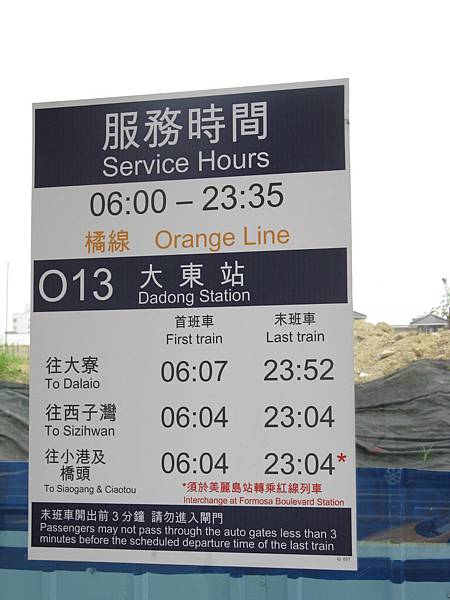 服務時間
Service Hours
06:00 – 23:35
橘線 Orange Line
O13 大東站
Dadong Station
首班車 末班車
First train Last train
往大寮 06:07 23:52
To Dalaio
往西子灣 06:04 23:04
To Sizihwan
往小港及 06:04 23:04*
橋頭
To Siaogang & Ciaotou
*須於美麗島站轉乘紅線列車
Interchange at Formosa Boulevard Station
末班車開出前3分鐘 請勿進入閘門
Passengers may not pass through the auto gates less than 3
minutes before the scheduled departure time of the last train